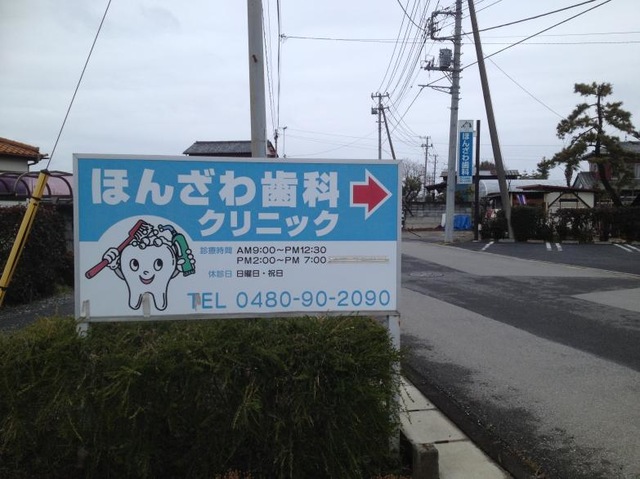 ほんざわ歯科
クリニック
診療時間 AM9:00〜PM12:30
PM2:00〜PM 7:00
休診日 日曜日・祝日
TEL 0480-90-2090
ほんざわ歯科